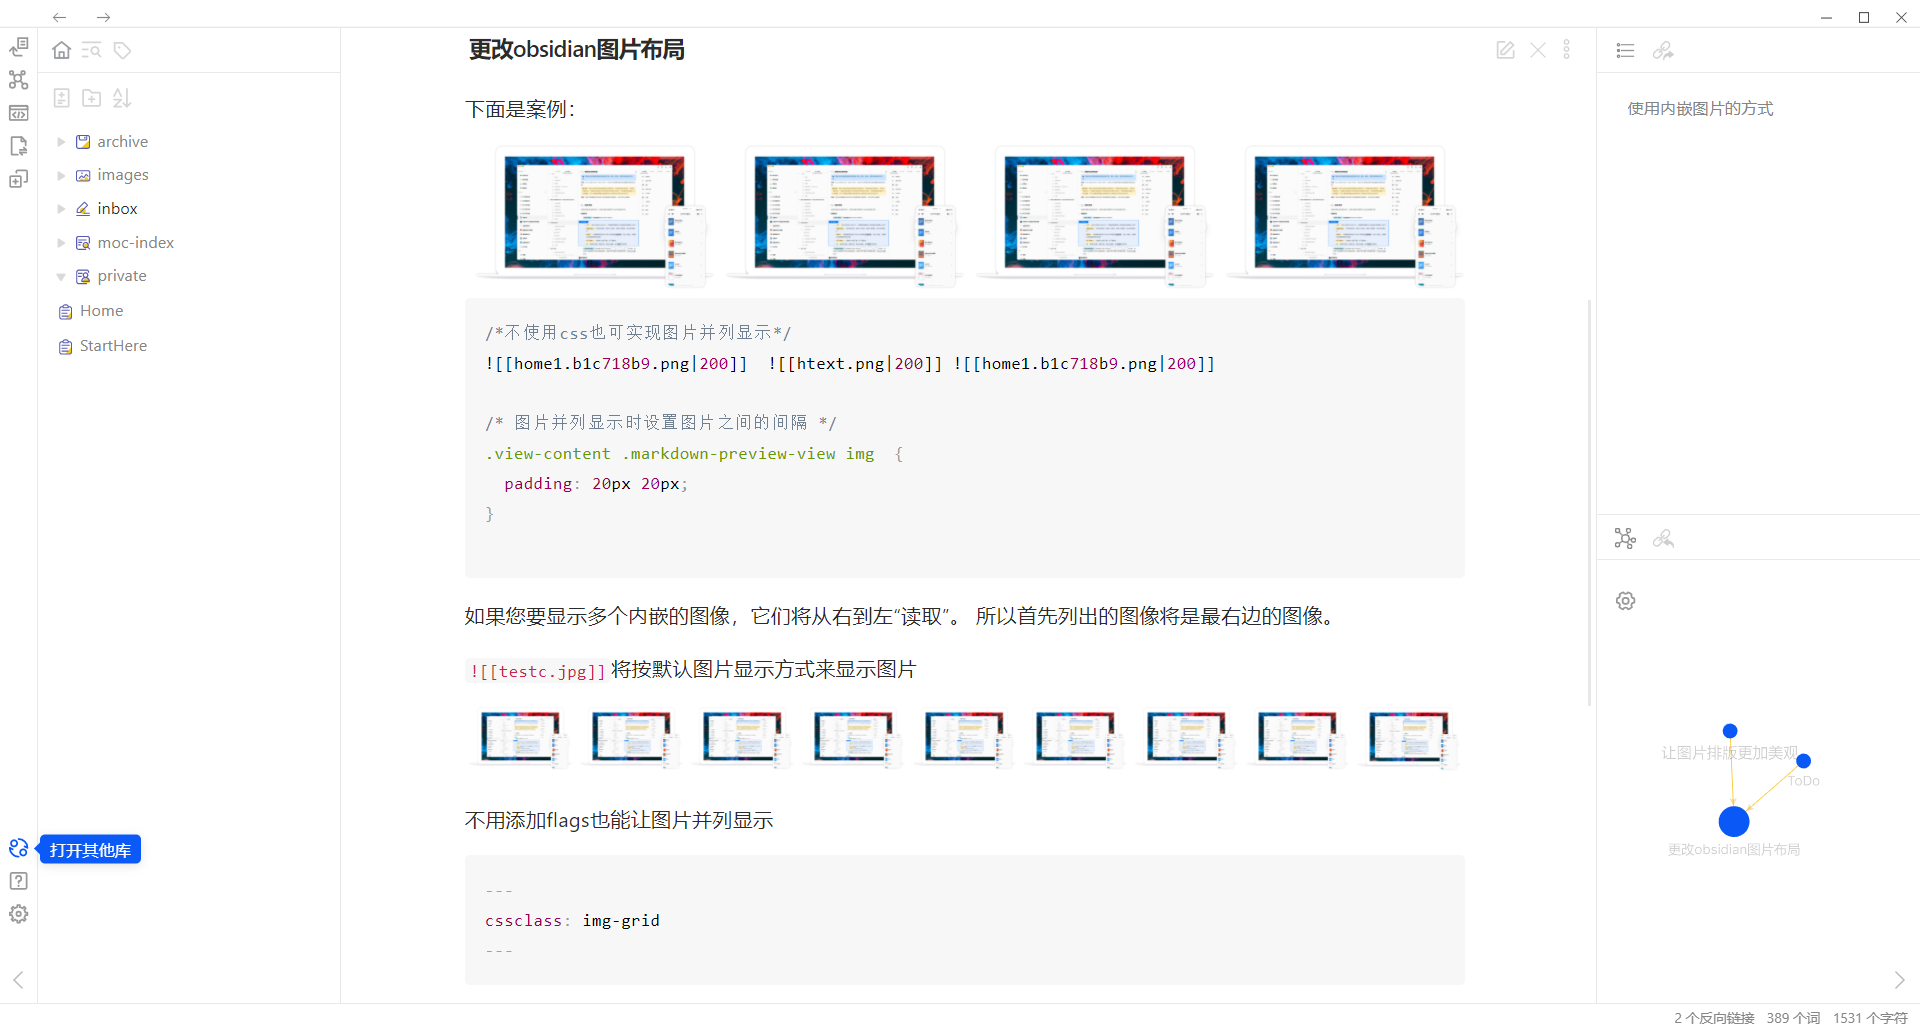 更改obsidian图片布局
archive
images
inbox
moc-index
private
Home
StartHere
打开其他库
下面是案例：
/*不使用css也可实现图片并列显示*/
![[home1.b1c718b9.png|200]]  ![[htext.png|200]] ![[home1.b1c718b9.png|200]]
/* 图片并列显示时设置图片之间的间隔 */
.view-content .markdown-preview-view img  {
padding: 20px 20px;
}
如果您要显示多个内嵌的图像，它们将从右到左“读取”。 所以首先列出的图像将是最右边的图像。
![[testc.jpg]] 将按默认图片显示方式来显示图片
不用添加flags也能让图片并列显示
---
cssclass: img-grid
---
使用内嵌图片的方式
让图片排版更加美观
ToDo
更改obsidian图片布局
2 个反向链接 389 个词 1531 个字符